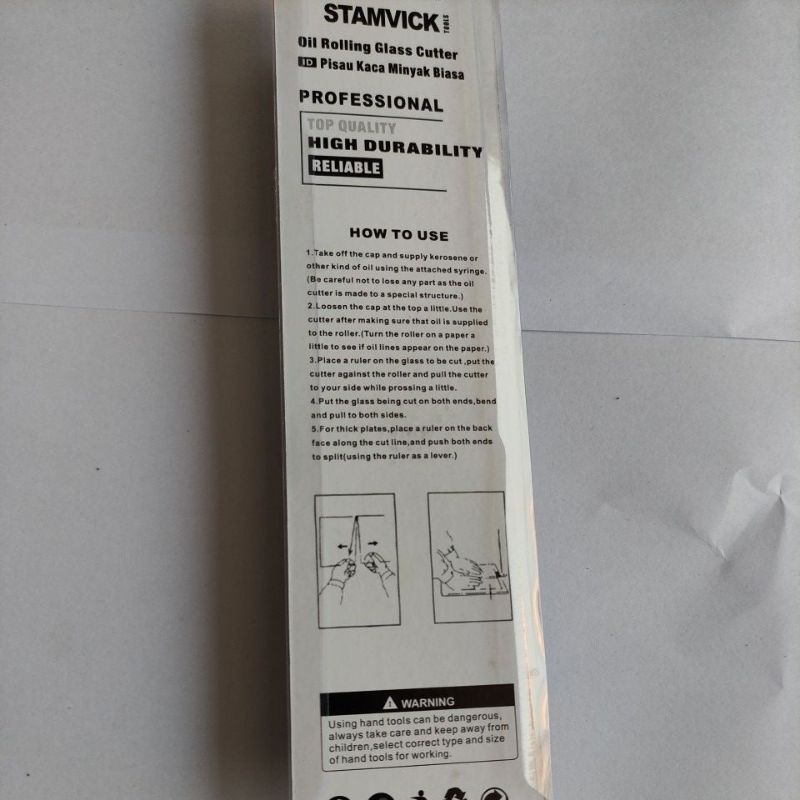 STAMVICK TOOLS
Oil Rolling Glass Cutter
ID Pisau Kaca Minyak Biasa
PROFESSIONAL
TOP QUALITY
HIGH DURABILITY
RELIABLE
HOW TO USE
1.Take off the cap and supply kerosene or
other kind of oil using the attached syringe.
(Be careful not to lose any part as the oil
cutter is made to a special structure.)
2.Loosen the cap at the top a little.Use the
cutter after making sure that oil is supplied
to the roller.(Turn the roller on a paper a
little to see if oil lines appear on the paper.)
3.Place a ruler on the glass to be cut ,put the
cutter against the roller and pull the cutter
to your side while prossing a little.
4.Put the glass being cut on both ends,bend
and pull to both sides.
5.For thick plates,place a ruler on the back
face along the cut line,and push both ends
to split(using the ruler as a lever.)
WARNING
Using hand tools can be dangerous,
always take care and keep away from
children,select correct type and size
of hand tools for working.